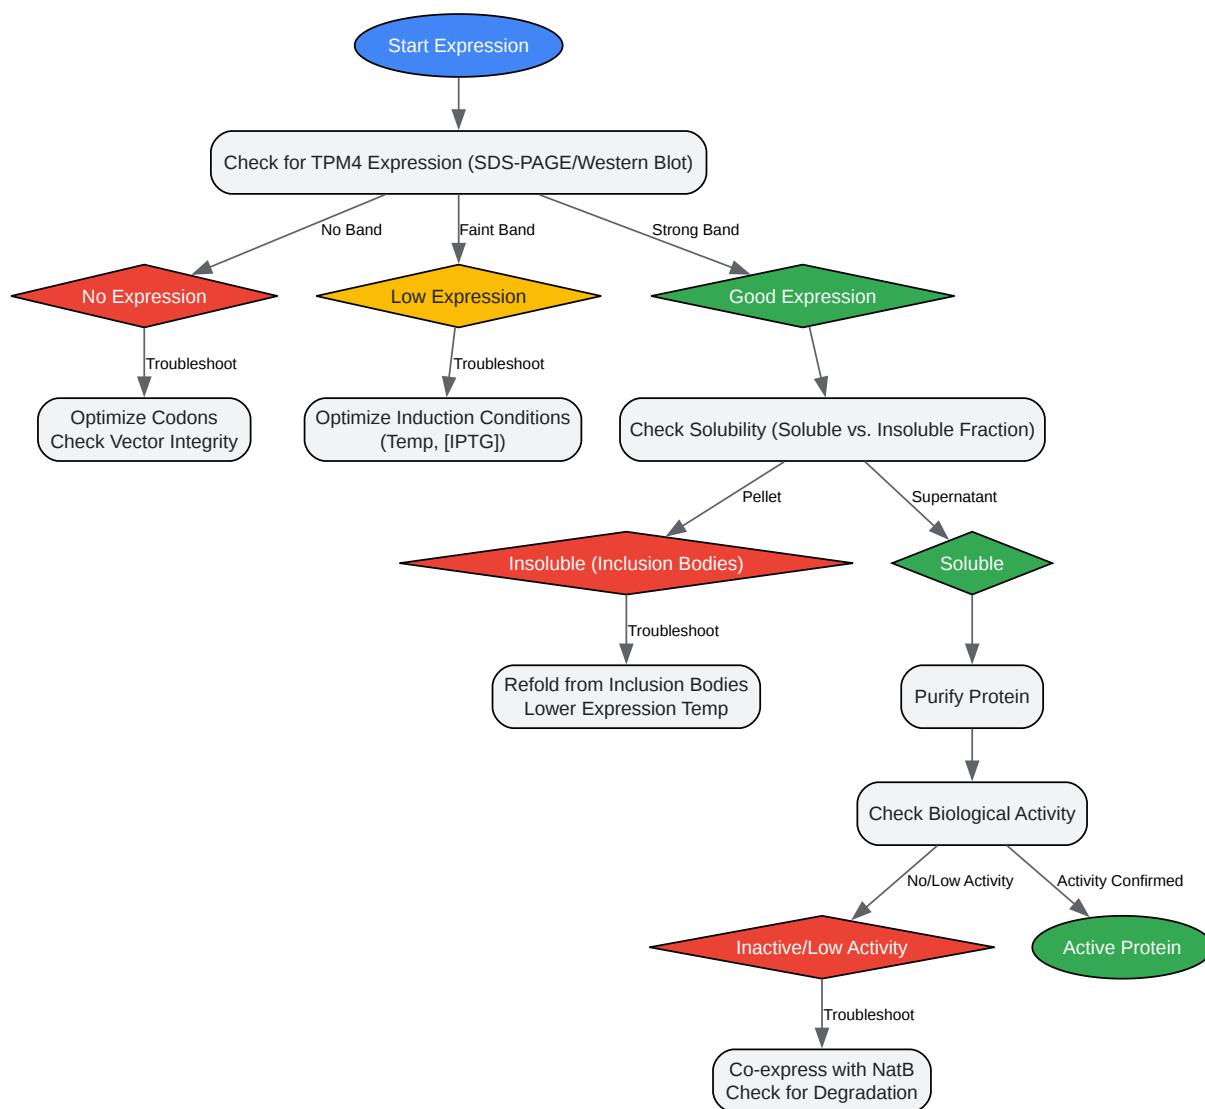 Start Expression
Check for TPM4 Expression (SDS-PAGE/Western Blot)
No Band
Faint Band
Strong Band
No Expression
Low Expression
Good Expression
Troubleshoot
Troubleshoot
Optimize Codons
Check Vector Integrity
Optimize Induction Conditions
(Temp, [IPTG])
Check Solubility (Soluble vs. Insoluble Fraction)
Pellet
Supernatant
Insoluble (Inclusion Bodies)
Soluble
Troubleshoot
Refold from Inclusion Bodies
Lower Expression Temp
Purify Protein
Check Biological Activity
No/Low Activity
Activity Confirmed
Inactive/Low Activity
Active Protein
Troubleshoot
Co-express with NatB
Check for Degradation